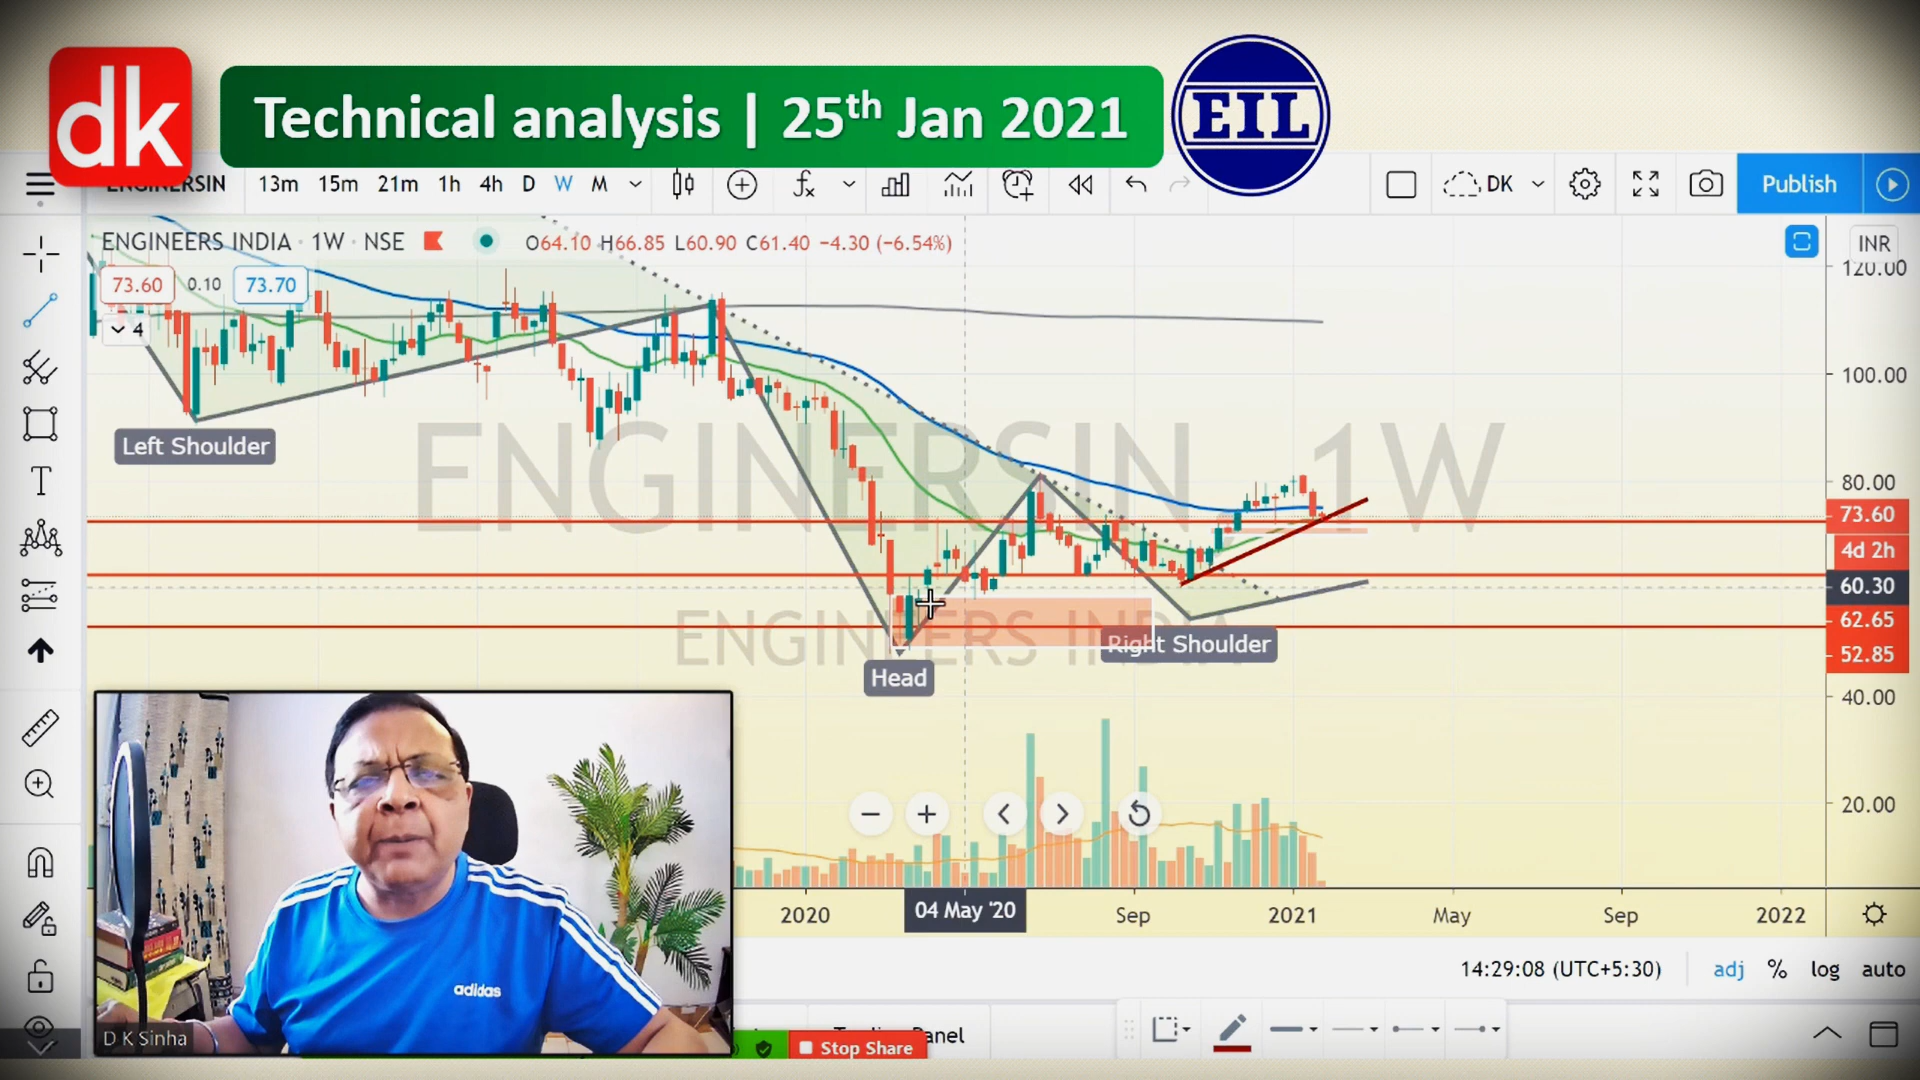 dk
Technical analysis | 25th Jan 2021
EIL
ENGINERSIN 13m 15m 21m 1h 4h D W M
DK
Publish
ENGINEERS INDIA · 1W · NSE
O64.10 H66.85 L60.90 C61.40 −4.30 (−6.54%)
INR
73.60 0.10 73.70
4
120.00
100.00
80.00
73.60
4d 2h
60.30
62.65
52.85
40.00
20.00
ENGINERSIN, 1W
ENGINEERS INDIA
Left Shoulder
Head
Right Shoulder
2020 04 May '20 Sep 2021 May Sep 2022
14:29:08 (UTC+5:30) adj % log auto
adidas
D K Sinha
Stop Share